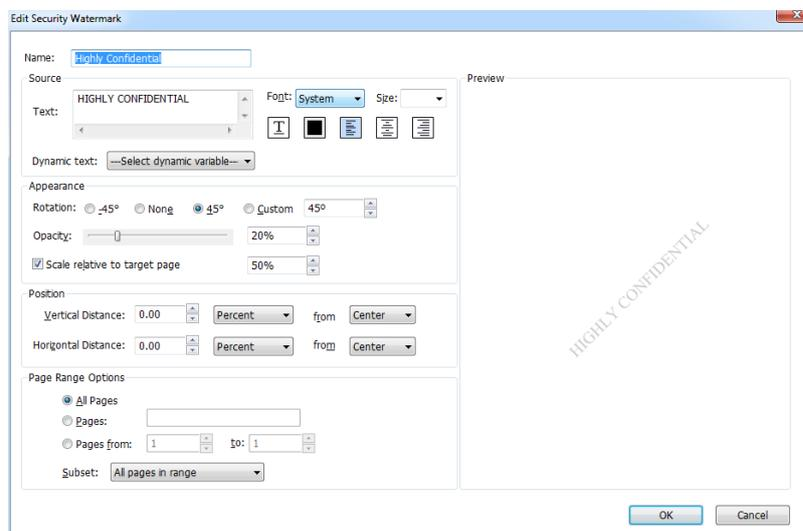 Edit Security Watermark
Name: Highly Confidential
Source
Text: HIGHLY CONFIDENTIAL
Font: System Size:
T
Dynamic text: ---Select dynamic variable---
Appearance
Rotation: -45° None 45° Custom 45°
Opacity: 20%
Scale relative to target page 50%
Position
Vertical Distance: 0.00 Percent from Center
Horizontal Distance: 0.00 Percent from Center
Page Range Options
All Pages
Pages:
Pages from: 1 to: 1
Subset: All pages in range
Preview
HIGHLY CONFIDENTIAL
OK Cancel